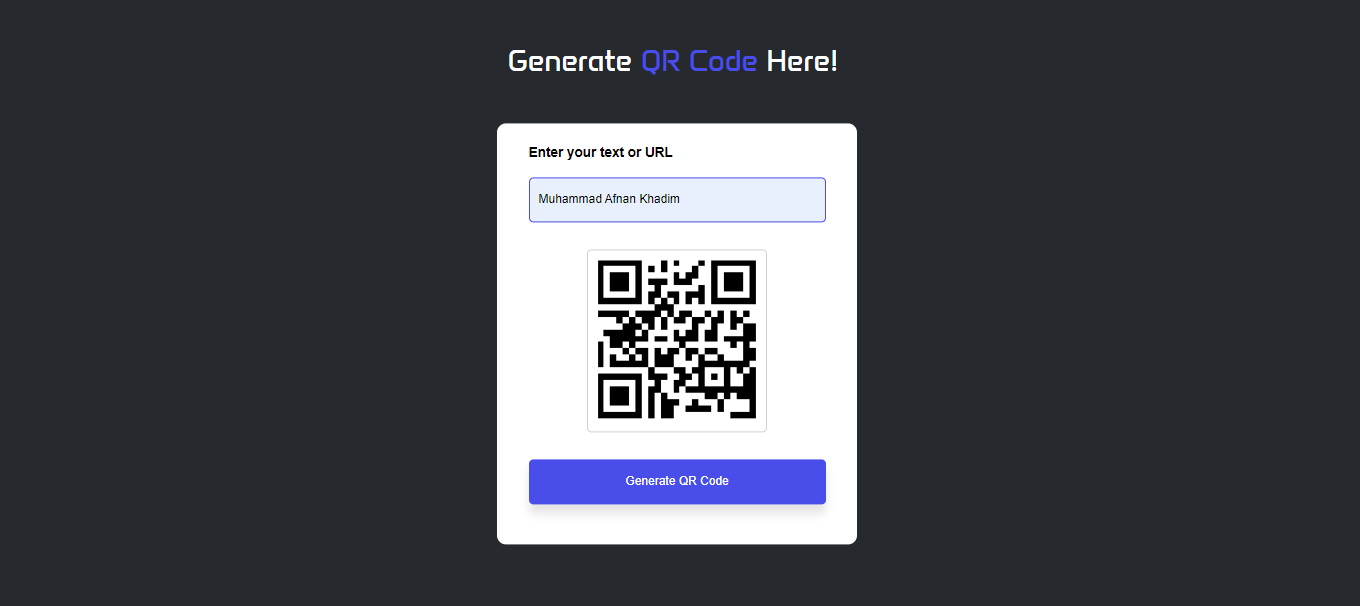 Generate QR Code Here!
Enter your text or URL
Muhammad Afnan Khadim
Generate QR Code